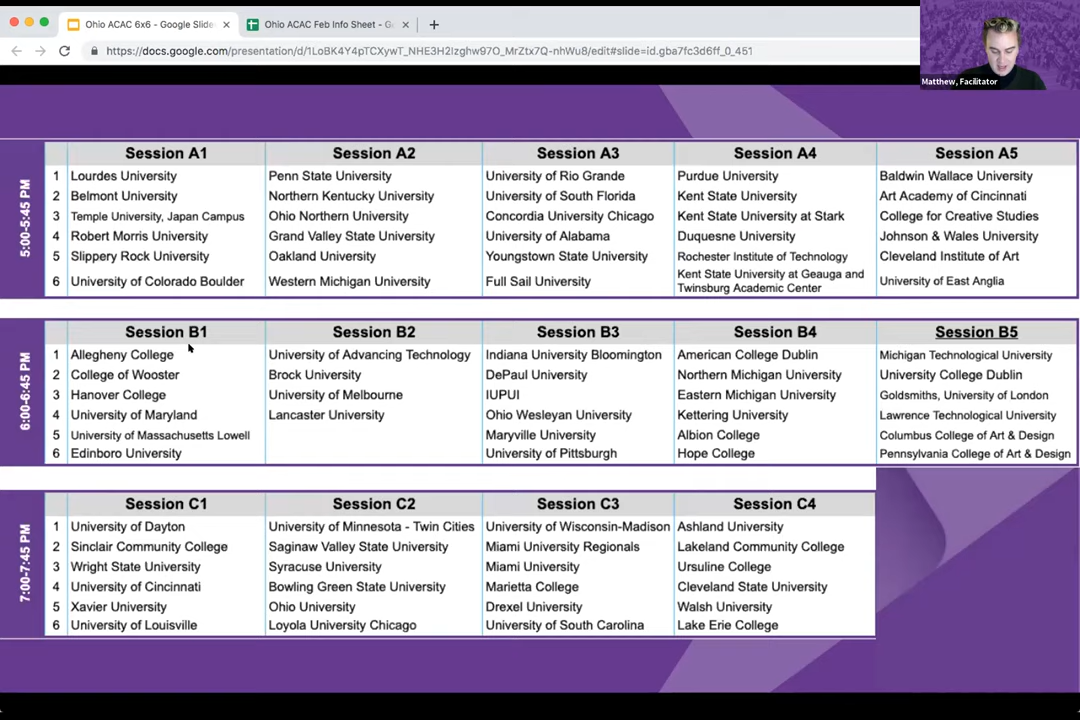 Ohio ACAC 6x6 - Google Slide
Ohio ACAC Feb Info Sheet - G
https://docs.google.com/presentation/d/1LoBK4Y4pTCXywT_NHE3H2Izghw97O_MrZtx7Q-nhWu8/edit#slide=id.gba7fc3d6ff_0_451
Matthew, Facilitator
5:00-5:45 PM
Session A1 Session A2 Session A3 Session A4 Session A5
1 Lourdes University Penn State University University of Rio Grande Purdue University Baldwin Wallace University
2 Belmont University Northern Kentucky University University of South Florida Kent State University Art Academy of Cincinnati
3 Temple University, Japan Campus Ohio Northern University Concordia University Chicago Kent State University at Stark College for Creative Studies
4 Robert Morris University Grand Valley State University University of Alabama Duquesne University Johnson & Wales University
5 Slippery Rock University Oakland University Youngstown State University Rochester Institute of Technology Cleveland Institute of Art
6 University of Colorado Boulder Western Michigan University Full Sail University Kent State University at Geauga and University of East Anglia
Twinsburg Academic Center
6:00-6:45 PM
Session B1 Session B2 Session B3 Session B4 Session B5
1 Allegheny College University of Advancing Technology Indiana University Bloomington American College Dublin Michigan Technological University
2 College of Wooster Brock University DePaul University Northern Michigan University University College Dublin
3 Hanover College University of Melbourne IUPUI Eastern Michigan University Goldsmiths, University of London
4 University of Maryland Lancaster University Ohio Wesleyan University Kettering University Lawrence Technological University
5 University of Massachusetts Lowell Maryville University Albion College Columbus College of Art & Design
6 Edinboro University University of Pittsburgh Hope College Pennsylvania College of Art & Design
7:00-7:45 PM
Session C1 Session C2 Session C3 Session C4
1 University of Dayton University of Minnesota - Twin Cities University of Wisconsin-Madison Ashland University
2 Sinclair Community College Saginaw Valley State University Miami University Regionals Lakeland Community College
3 Wright State University Syracuse University Miami University Ursuline College
4 University of Cincinnati Bowling Green State University Marietta College Cleveland State University
5 Xavier University Ohio University Drexel University Walsh University
6 University of Louisville Loyola University Chicago University of South Carolina Lake Erie College